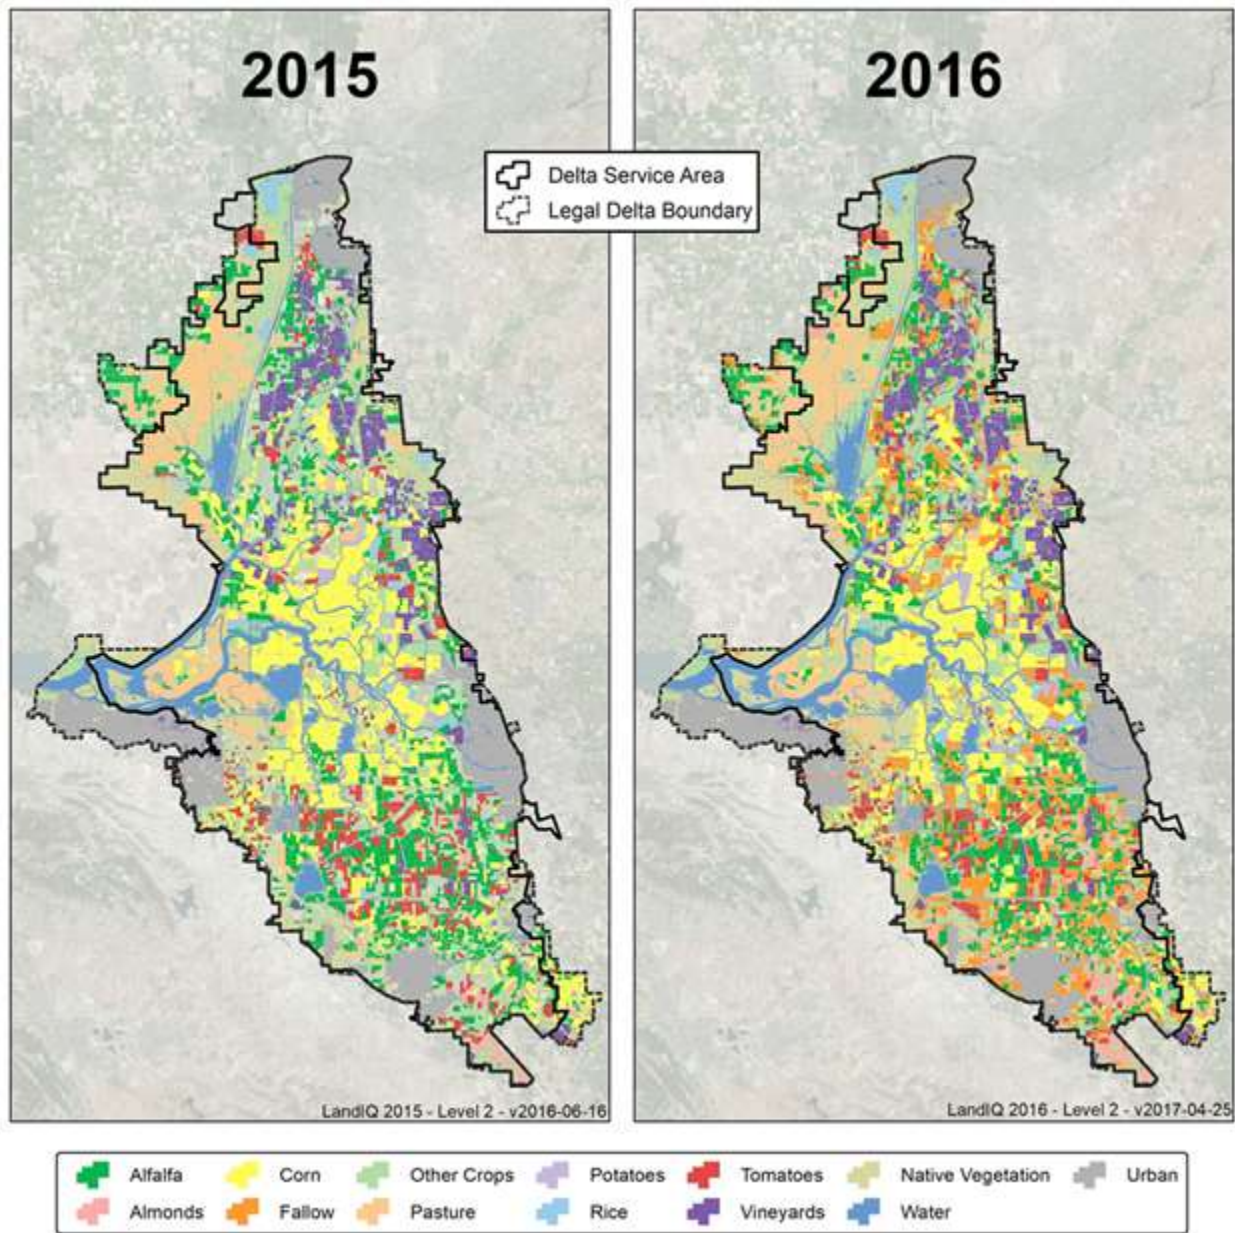 2015
2016
Delta Service Area
Legal Delta Boundary
LandIQ 2015 - Level 2 - v2016-06-16
LandIQ 2016 - Level 2 - v2017-04-25
Alfalfa Corn Other Crops Potatoes Tomatoes Native Vegetation Urban
Almonds Fallow Pasture Rice Vineyards Water